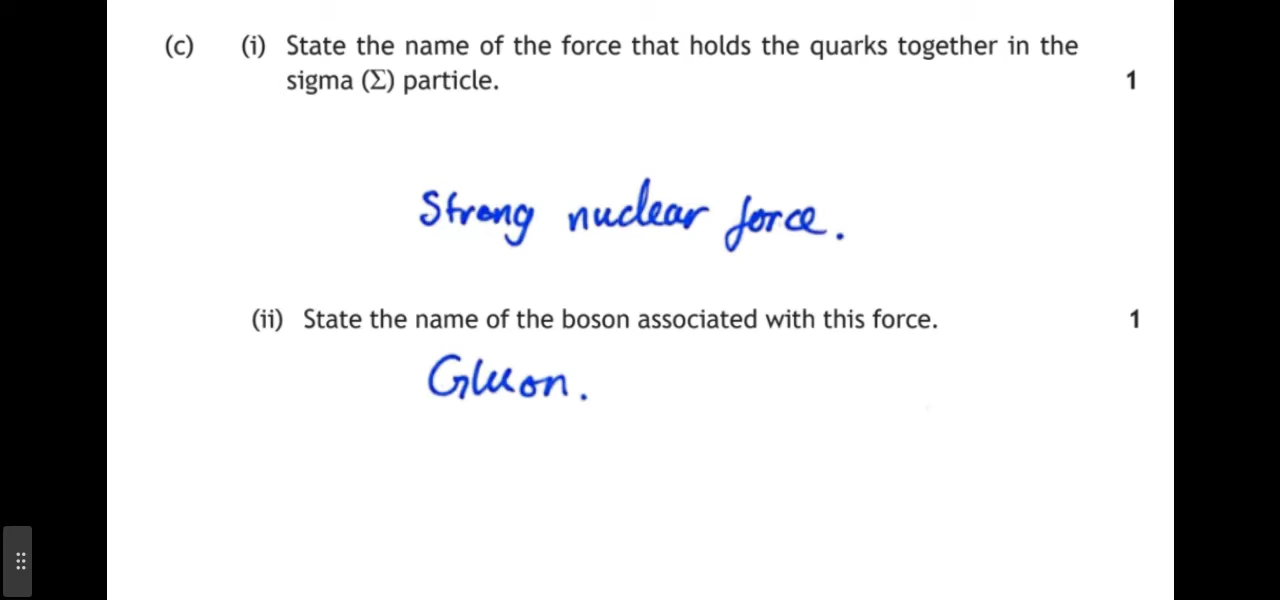 (c) (i) State the name of the force that holds the quarks together in the
sigma (Σ) particle. 1
Strong nuclear force.
(ii) State the name of the boson associated with this force. 1
Gluon.